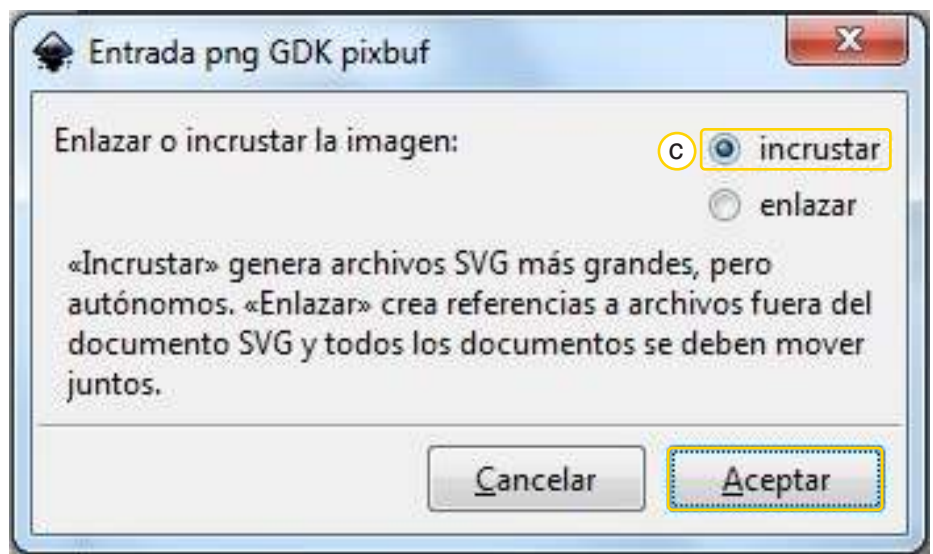 Entrada png GDK pixbuf
Enlazar o incrustar la imagen:
c incrustar
enlazar
«Incrustar» genera archivos SVG más grandes, pero
autónomos. «Enlazar» crea referencias a archivos fuera del
documento SVG y todos los documentos se deben mover
juntos.
Cancelar Aceptar